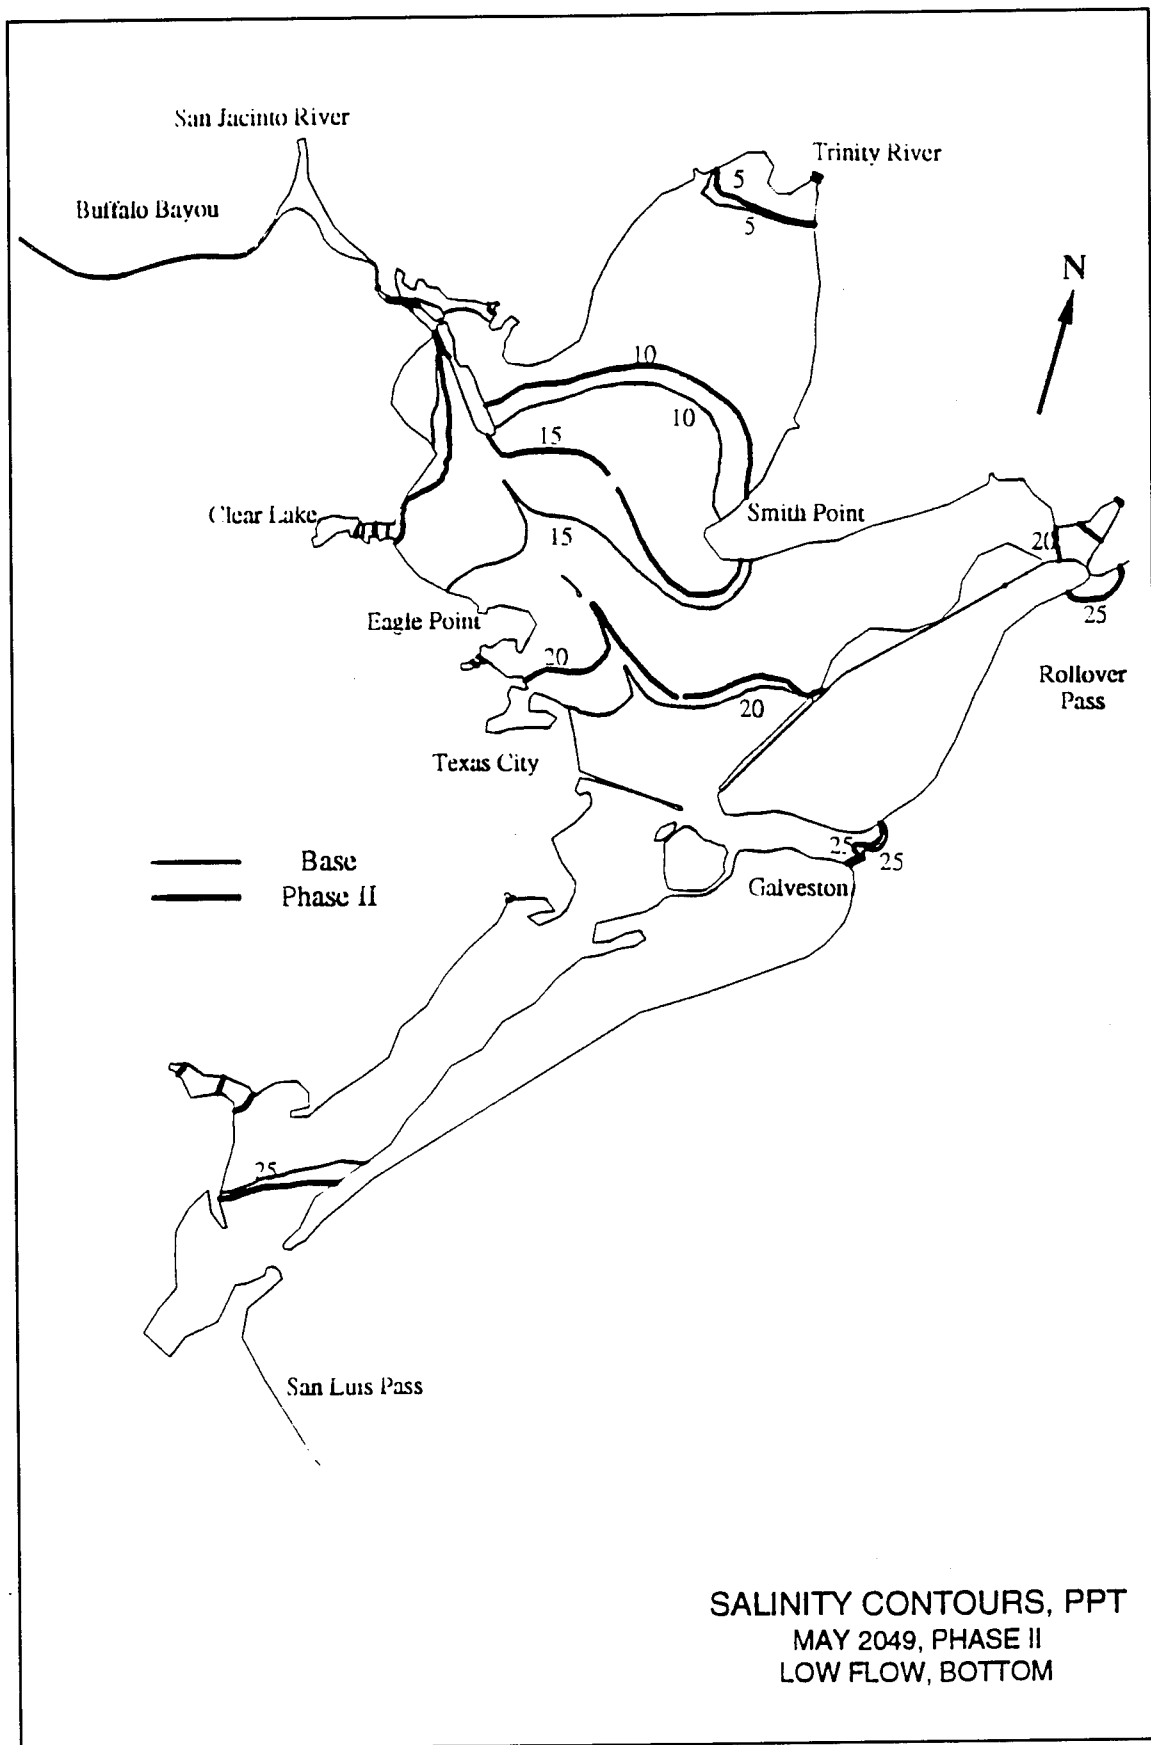 San Jacinto River
Trinity River
Buffalo Bayou
5
5
N
10
10
15
Clear Lake
Smith Point
15
20
Eagle Point
25
20
Rollover
Pass
20
Texas City
25
25
Base
Phase II
Galveston
25
San Luis Pass
SALINITY CONTOURS, PPT
MAY 2049, PHASE II
LOW FLOW, BOTTOM